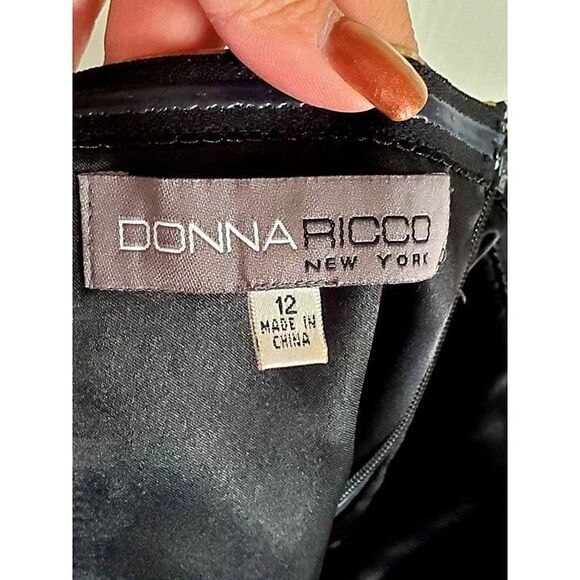 DONNA RICCO
NEW YORK
12
MADE IN
CHINA